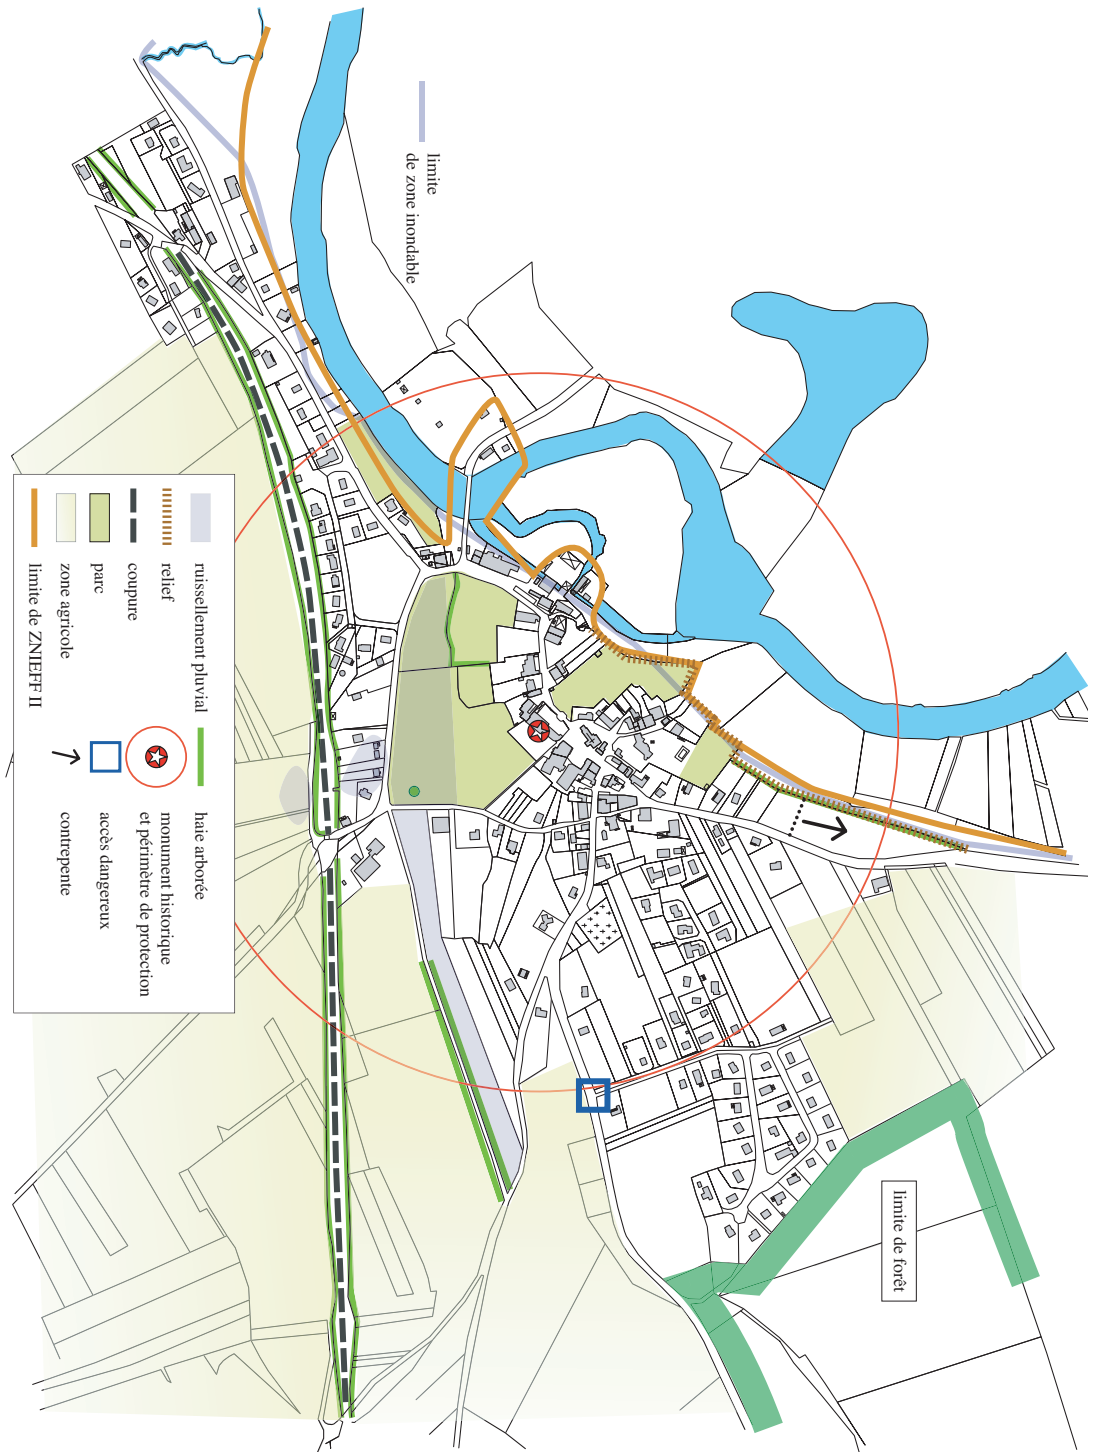 limite
de zone inondable
limite de forêt
ruissellement pluvial
relief
coupure
parc
zone agricole
limite de ZNIEFF II
haie arborée
monument historique
et périmètre de protection
accès dangereux
contrepente